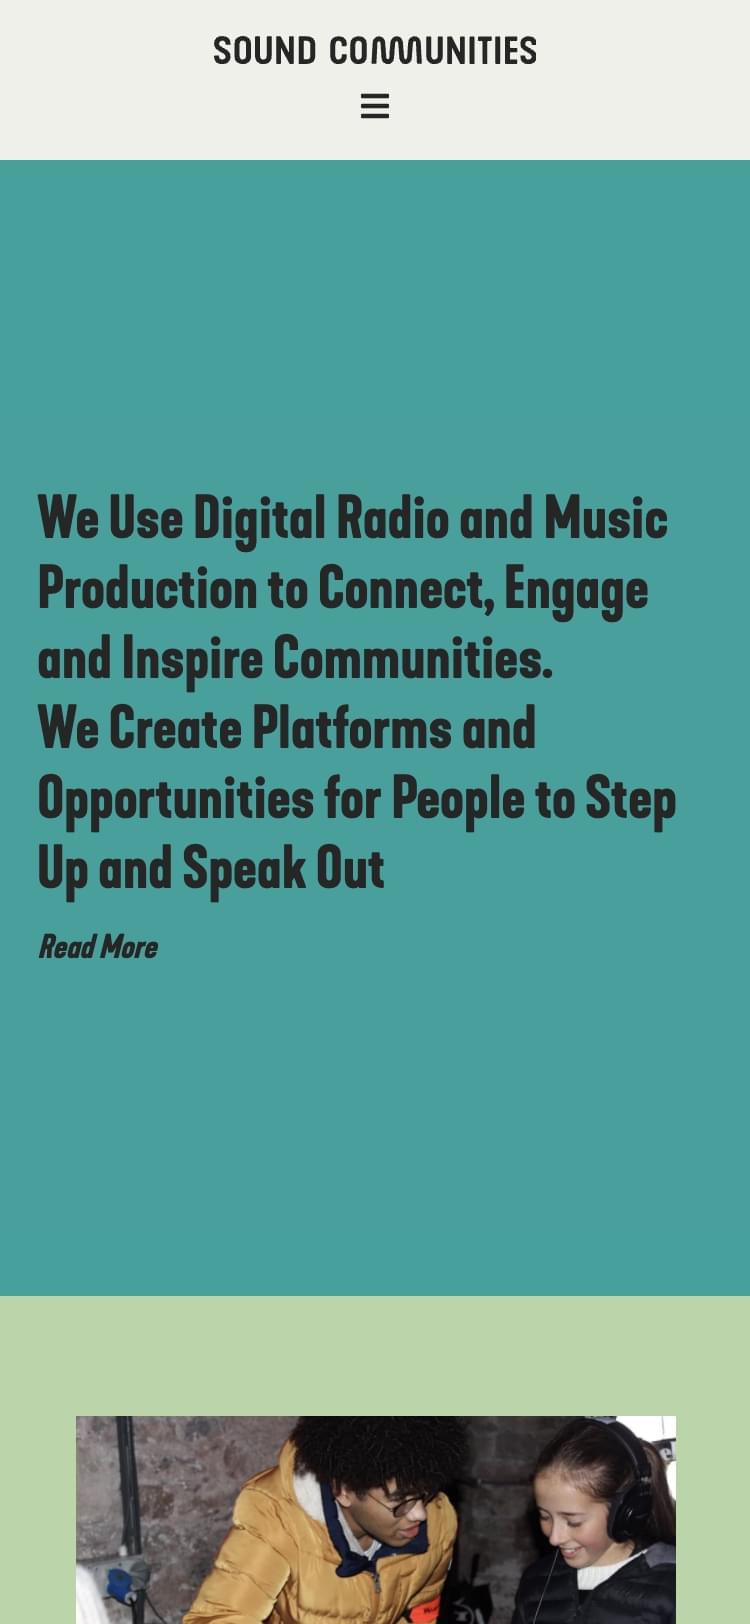 SOUND COMMUNITIES
We Use Digital Radio and Music
Production to Connect, Engage
and Inspire Communities.
We Create Platforms and
Opportunities for People to Step
Up and Speak Out
Read More